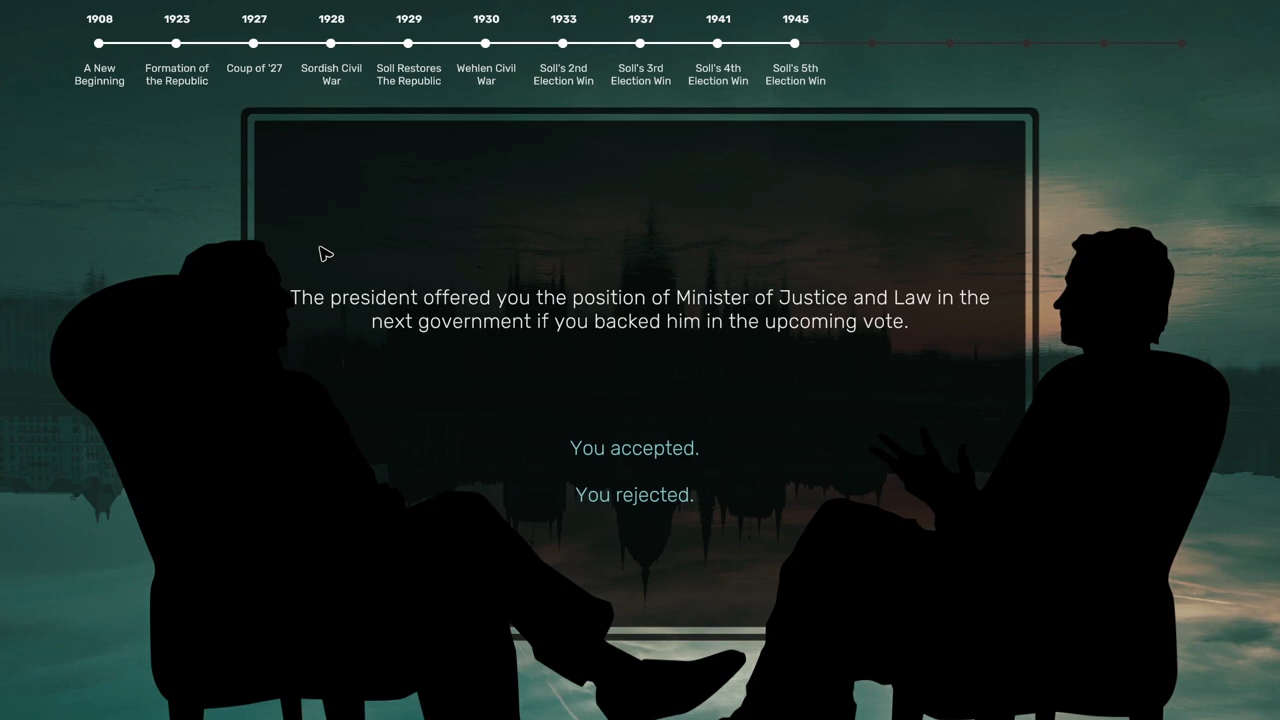 1908
1923
1927
1928
1929
1930
1933
1937
1941
1945
A New
Beginning
Formation of
the Republic
Coup of '27
Sordish Civil
War
Soll Restores
The Republic
Wehlen Civil
War
Soll's 2nd
Election Win
Soll's 3rd
Election Win
Soll's 4th
Election Win
Soll's 5th
Election Win
The president offered you the position of Minister of Justice and Law in the
next government if you backed him in the upcoming vote.
You accepted.
You rejected.